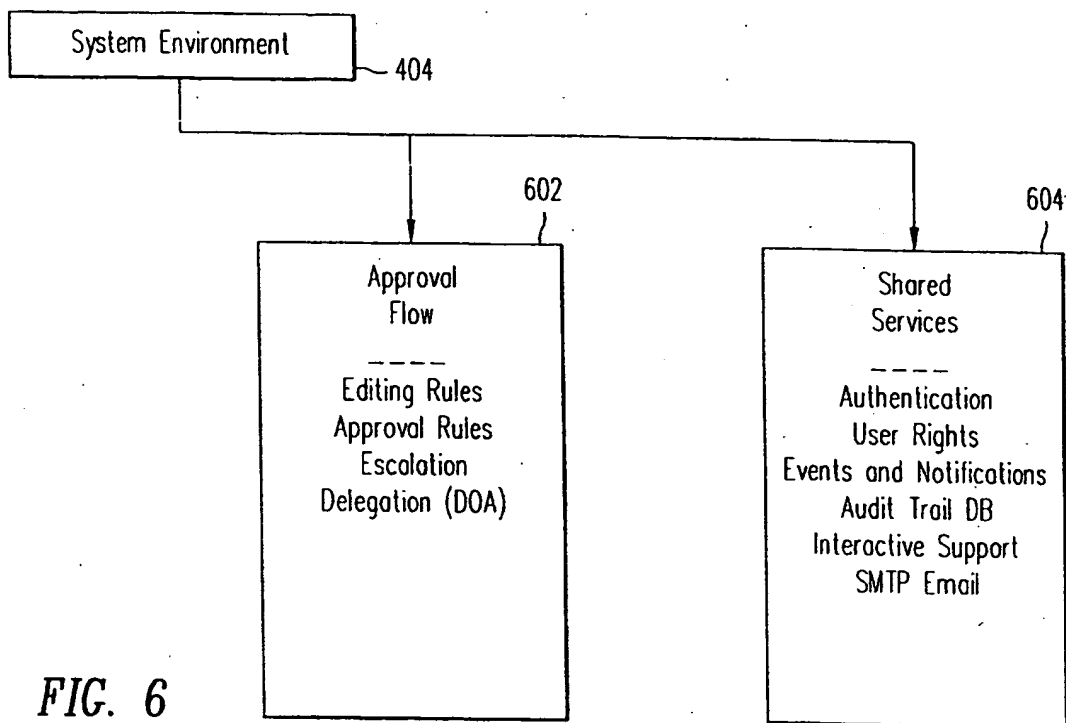 System Environment
404
602
604
Approval
Flow
Editing Rules
Approval Rules
Escalation
Delegation (DOA)
Shared
Services
Authentication
User Rights
Events and Notifications
Audit Trail DB
Interactive Support
SMTP Email
FIG. 6